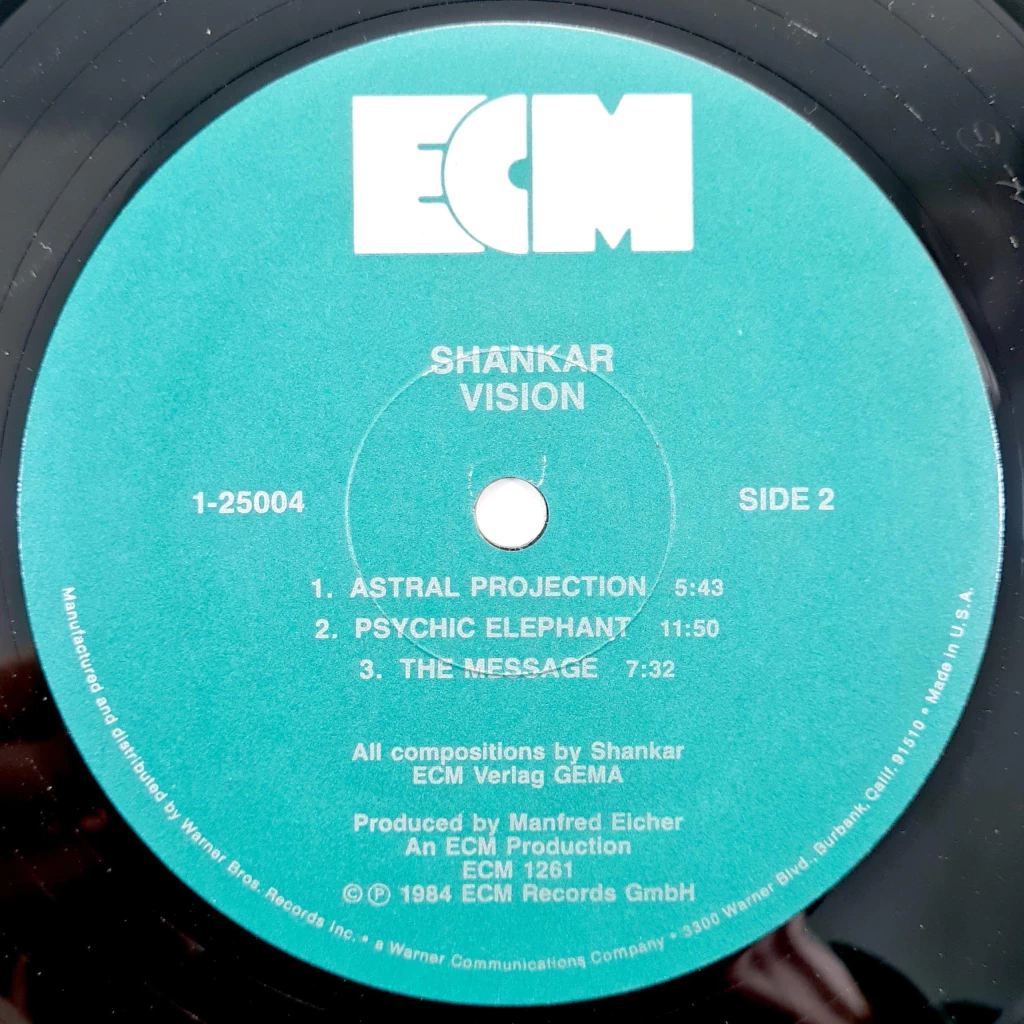 ECM
SHANKAR
VISION
1-25004
SIDE 2
1. ASTRAL PROJECTION 5:43
2. PSYCHIC ELEPHANT 11:50
3. THE MESSAGE 7:32
All compositions by Shankar
ECM Verlag GEMA
Produced by Manfred Eicher
An ECM Production
ECM 1261
©℗ 1984 ECM Records GmbH
Manufactured and distributed by Warner Bros. Records Inc. • a Warner Communications Company • 3300 Warner Blvd., Burbank, Calif. 91510 • Made in U.S.A.